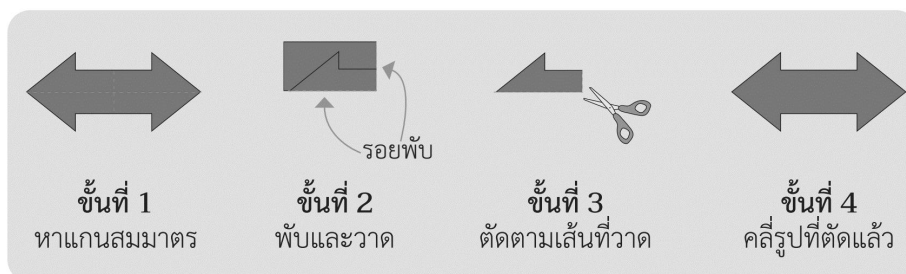 รอยพับ
ขั้นที่ 1
หาแกนสมมาตร
ขั้นที่ 2
พับและวาด
ขั้นที่ 3
ตัดตามเส้นที่วาด
ขั้นที่ 4
คลี่รูปที่ตัดแล้ว